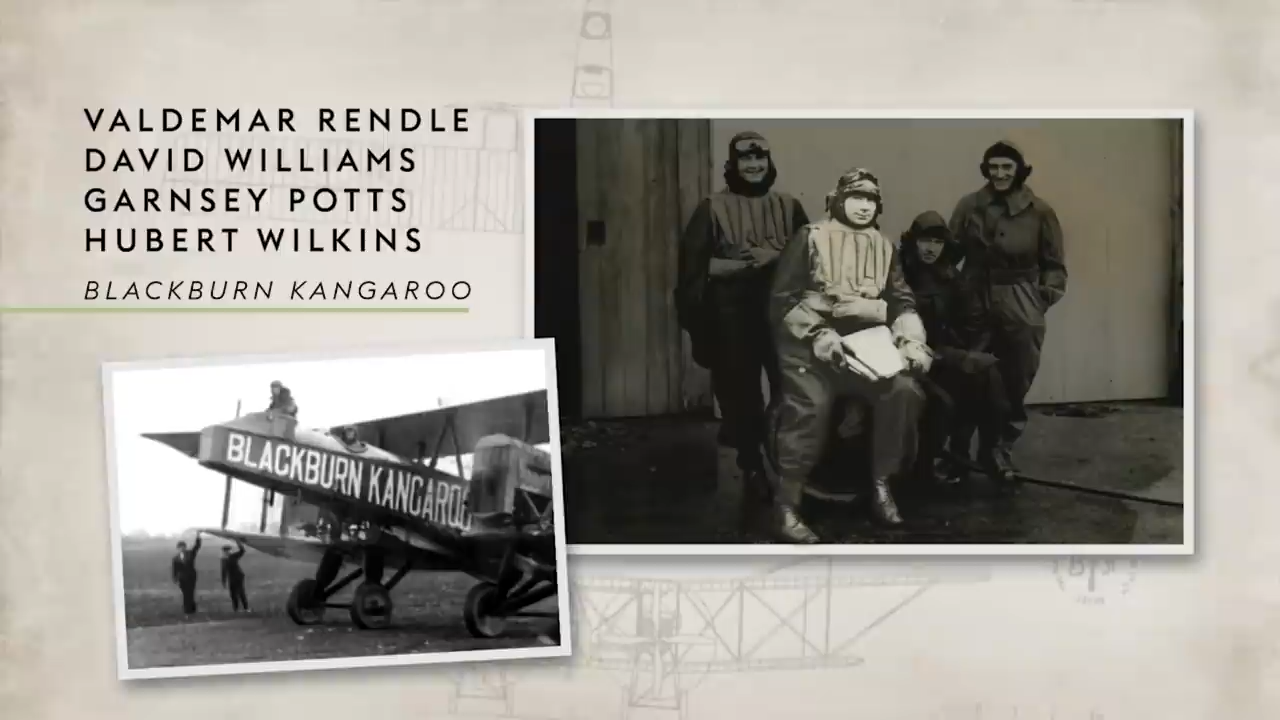 VALDEMAR RENDLE
DAVID WILLIAMS
GARNSEY POTTS
HUBERT WILKINS
BLACKBURN KANGAROO
BLACKBURN KANGAROO